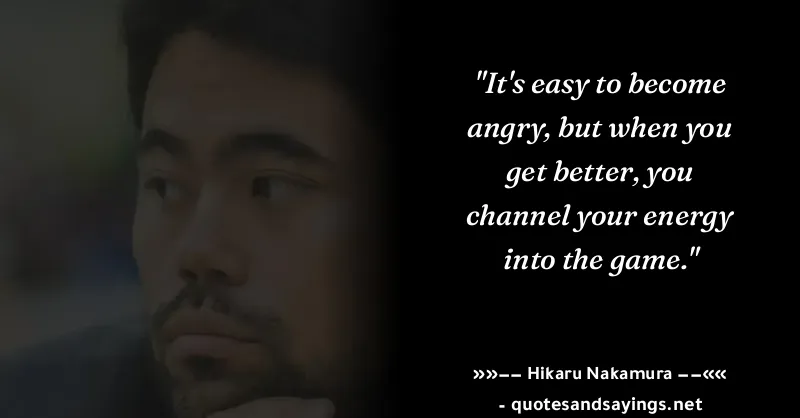 "It's easy to become
angry, but when you
get better, you
channel your energy
into the game."
»»−− Hikaru Nakamura −−««
- quotesandsayings.net